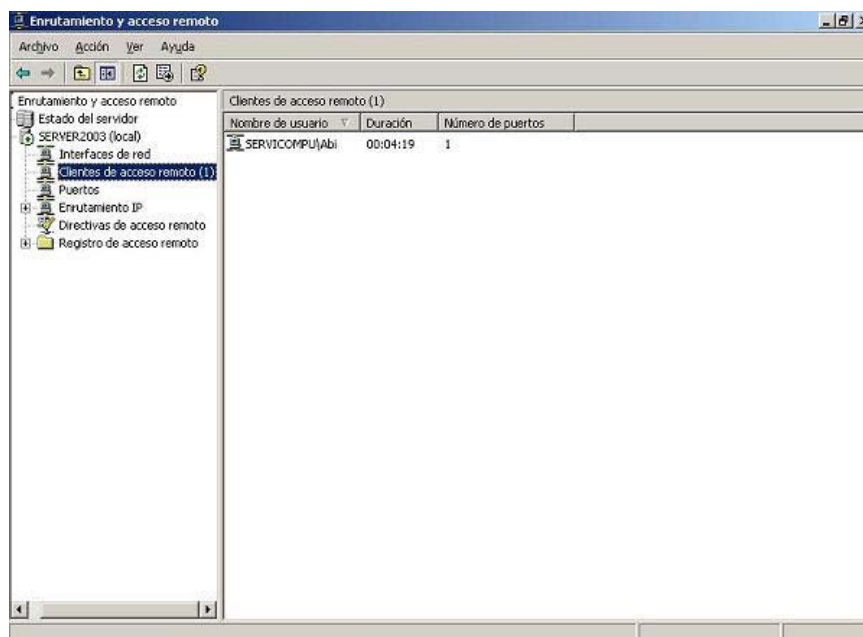 Enrutamiento y acceso remoto
Archivo Acción Ver Ayuda
Enrutamiento y acceso remoto
Estado del servidor
SERVER2003 (local)
Interfaces de red
Clientes de acceso remoto (1)
Puertos
Enrutamiento IP
Directivas de acceso remoto
Registro de acceso remoto
Clientes de acceso remoto (1)
Nombre de usuario Duración Número de puertos
SERVICOMPU\Abi 00:04:19 1